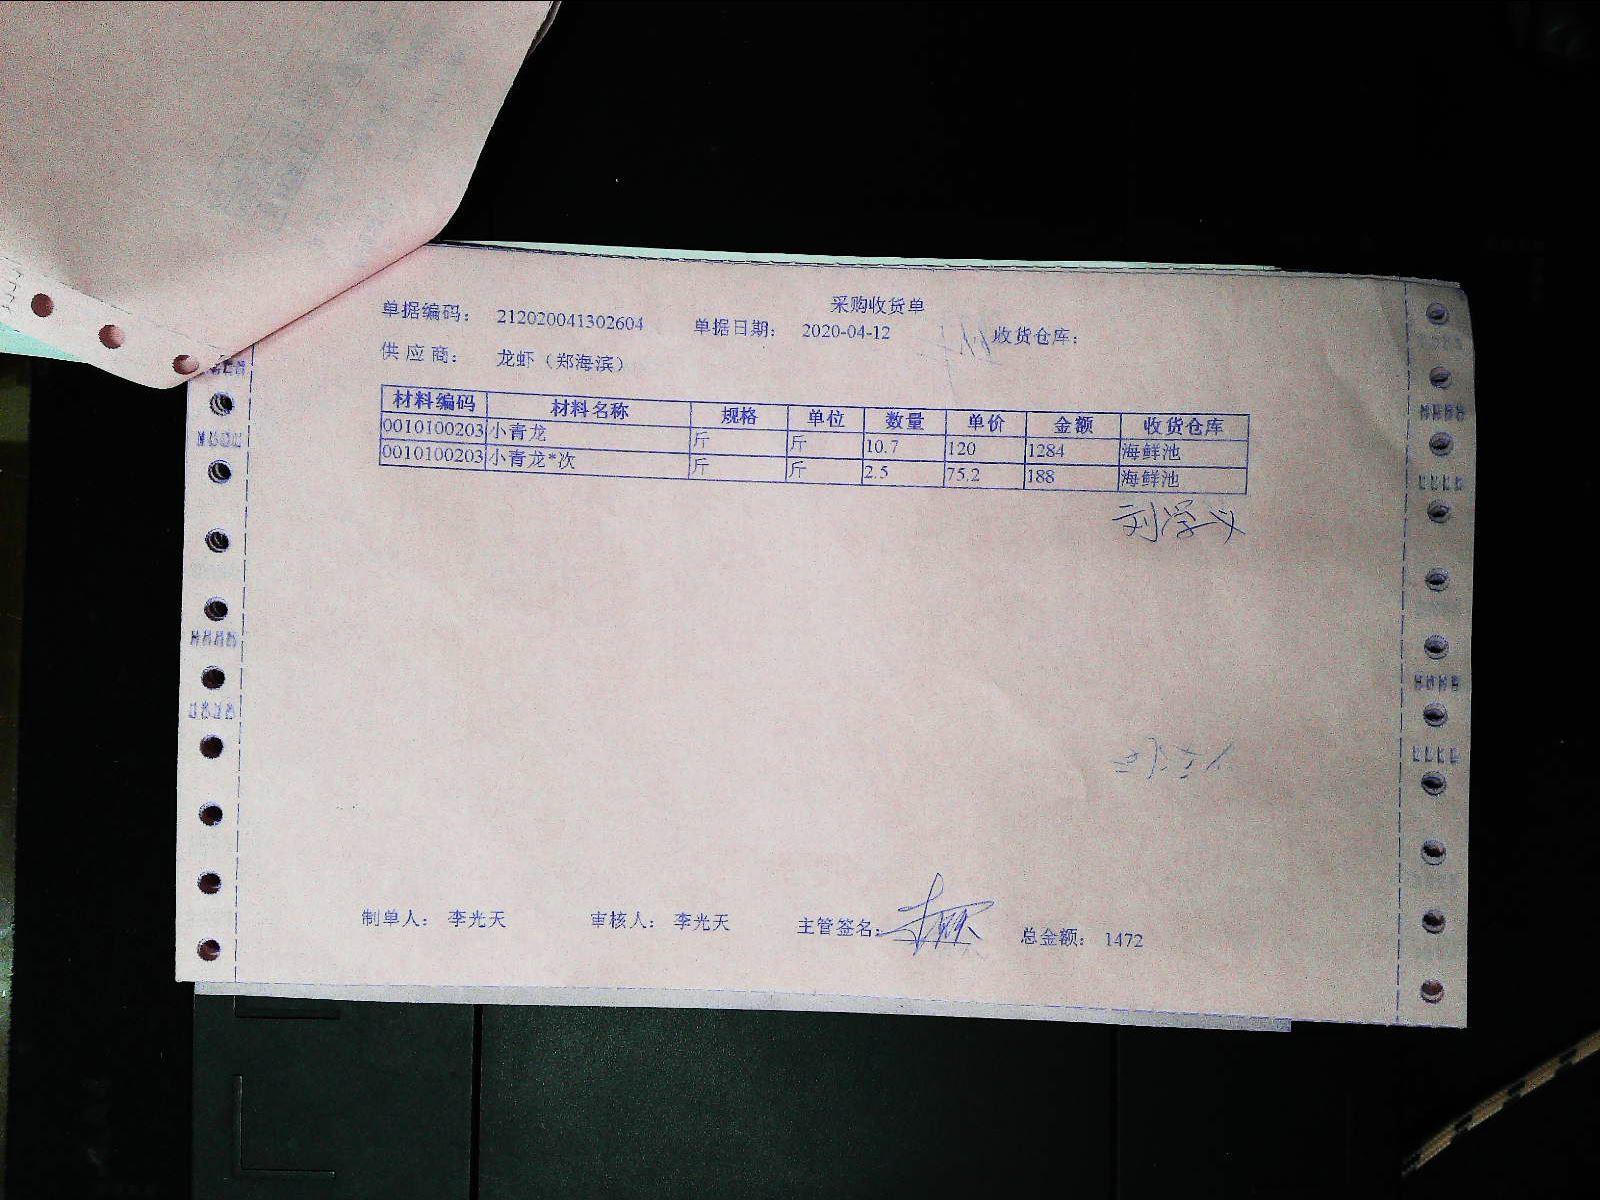 采购收货单
单据编码： 212020041302604 单据日期： 2020-04-12 收货仓库：
供 应 商： 龙虾（郑海滨）
材料编码 材料名称 规格 单位 数量 单价 金额 收货仓库
0010100203 小青龙 斤 斤 10.7 120 1284 海鲜池
0010100203 小青龙*次 斤 斤 2.5 75.2 188 海鲜池
刘学义
制单人： 李光天 审核人： 李光天 主管签名： 总金额： 1472